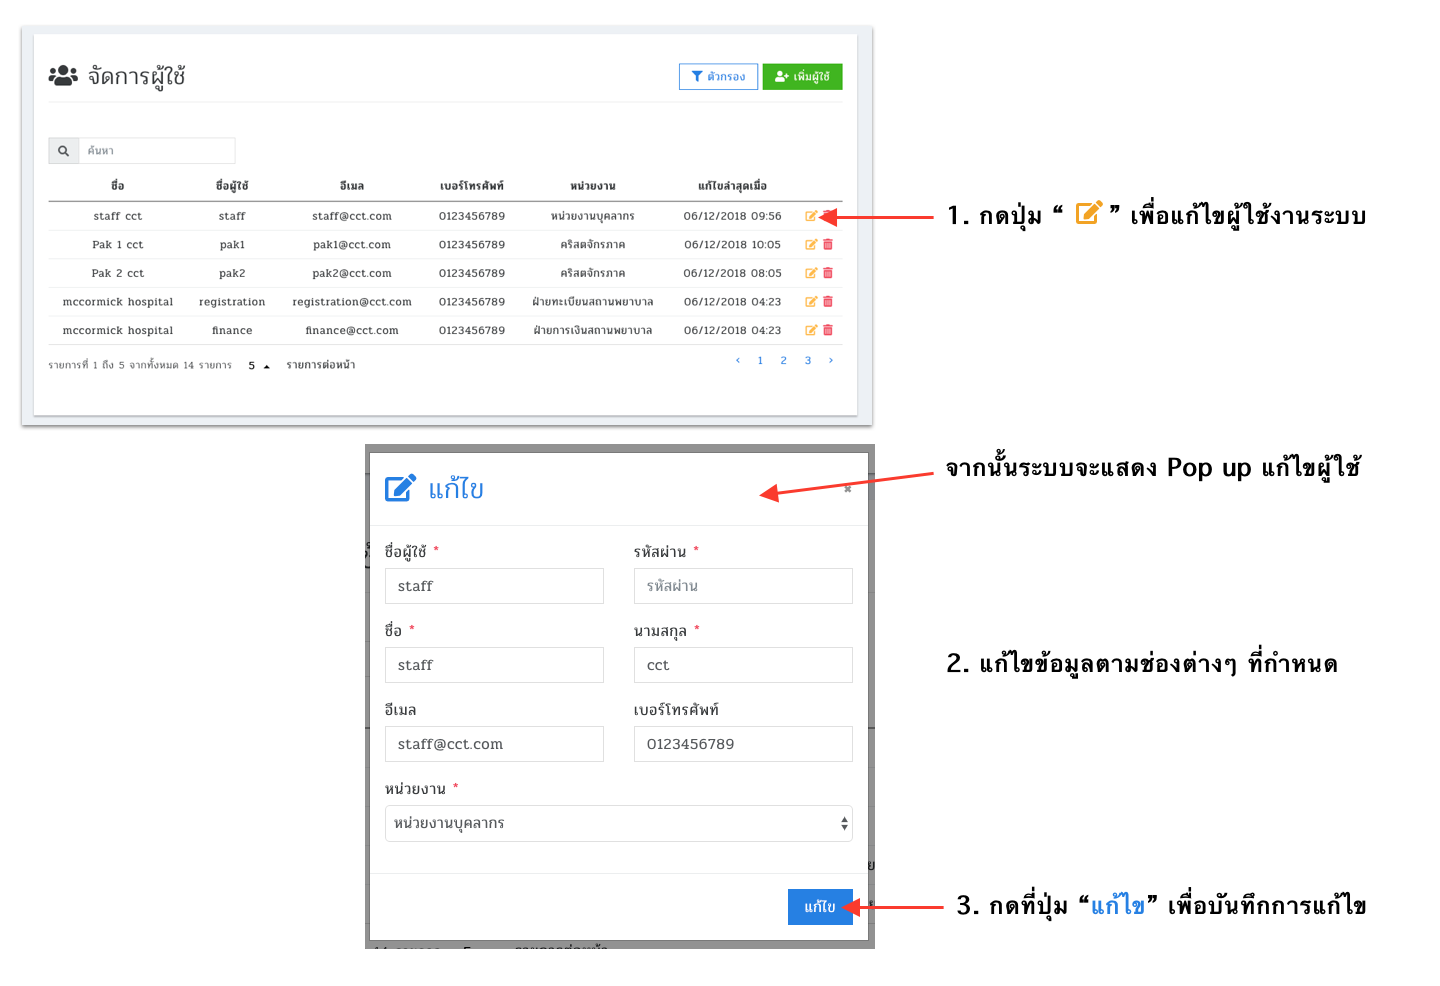 จัดการผู้ใช้
ตัวกรอง เพิ่มผู้ใช้
ค้นหา
ชื่อ ชื่อผู้ใช้ อีเมล เบอร์โทรศัพท์ หน่วยงาน แก้ไขล่าสุดเมื่อ
staff cct staff staff@cct.com 0123456789 หน่วยงานบุคลากร 06/12/2018 09:56
Pak 1 cct pak1 pak1@cct.com 0123456789 คริสตจักรภาค 06/12/2018 10:05
Pak 2 cct pak2 pak2@cct.com 0123456789 คริสตจักรภาค 06/12/2018 08:05
mccormick hospital registration registration@cct.com 0123456789 ฝ่ายทะเบียนสถานพยาบาล 06/12/2018 04:23
mccormick hospital finance finance@cct.com 0123456789 ฝ่ายการเงินสถานพยาบาล 06/12/2018 04:23
รายการที่ 1 ถึง 5 จากทั้งหมด 14 รายการ 5 รายการต่อหน้า ‹ 1 2 3 ›
1. กดปุ่ม “ ” เพื่อแก้ไขผู้ใช้งานระบบ
จากนั้นระบบจะแสดง Pop up แก้ไขผู้ใช้
แก้ไข ×
ชื่อผู้ใช้ * รหัสผ่าน *
staff รหัสผ่าน
ชื่อ * นามสกุล *
staff cct
อีเมล เบอร์โทรศัพท์
staff@cct.com 0123456789
หน่วยงาน *
หน่วยงานบุคลากร
2. แก้ไขข้อมูลตามช่องต่างๆ ที่กำหนด
แก้ไข
3. กดที่ปุ่ม “แก้ไข” เพื่อบันทึกการแก้ไข